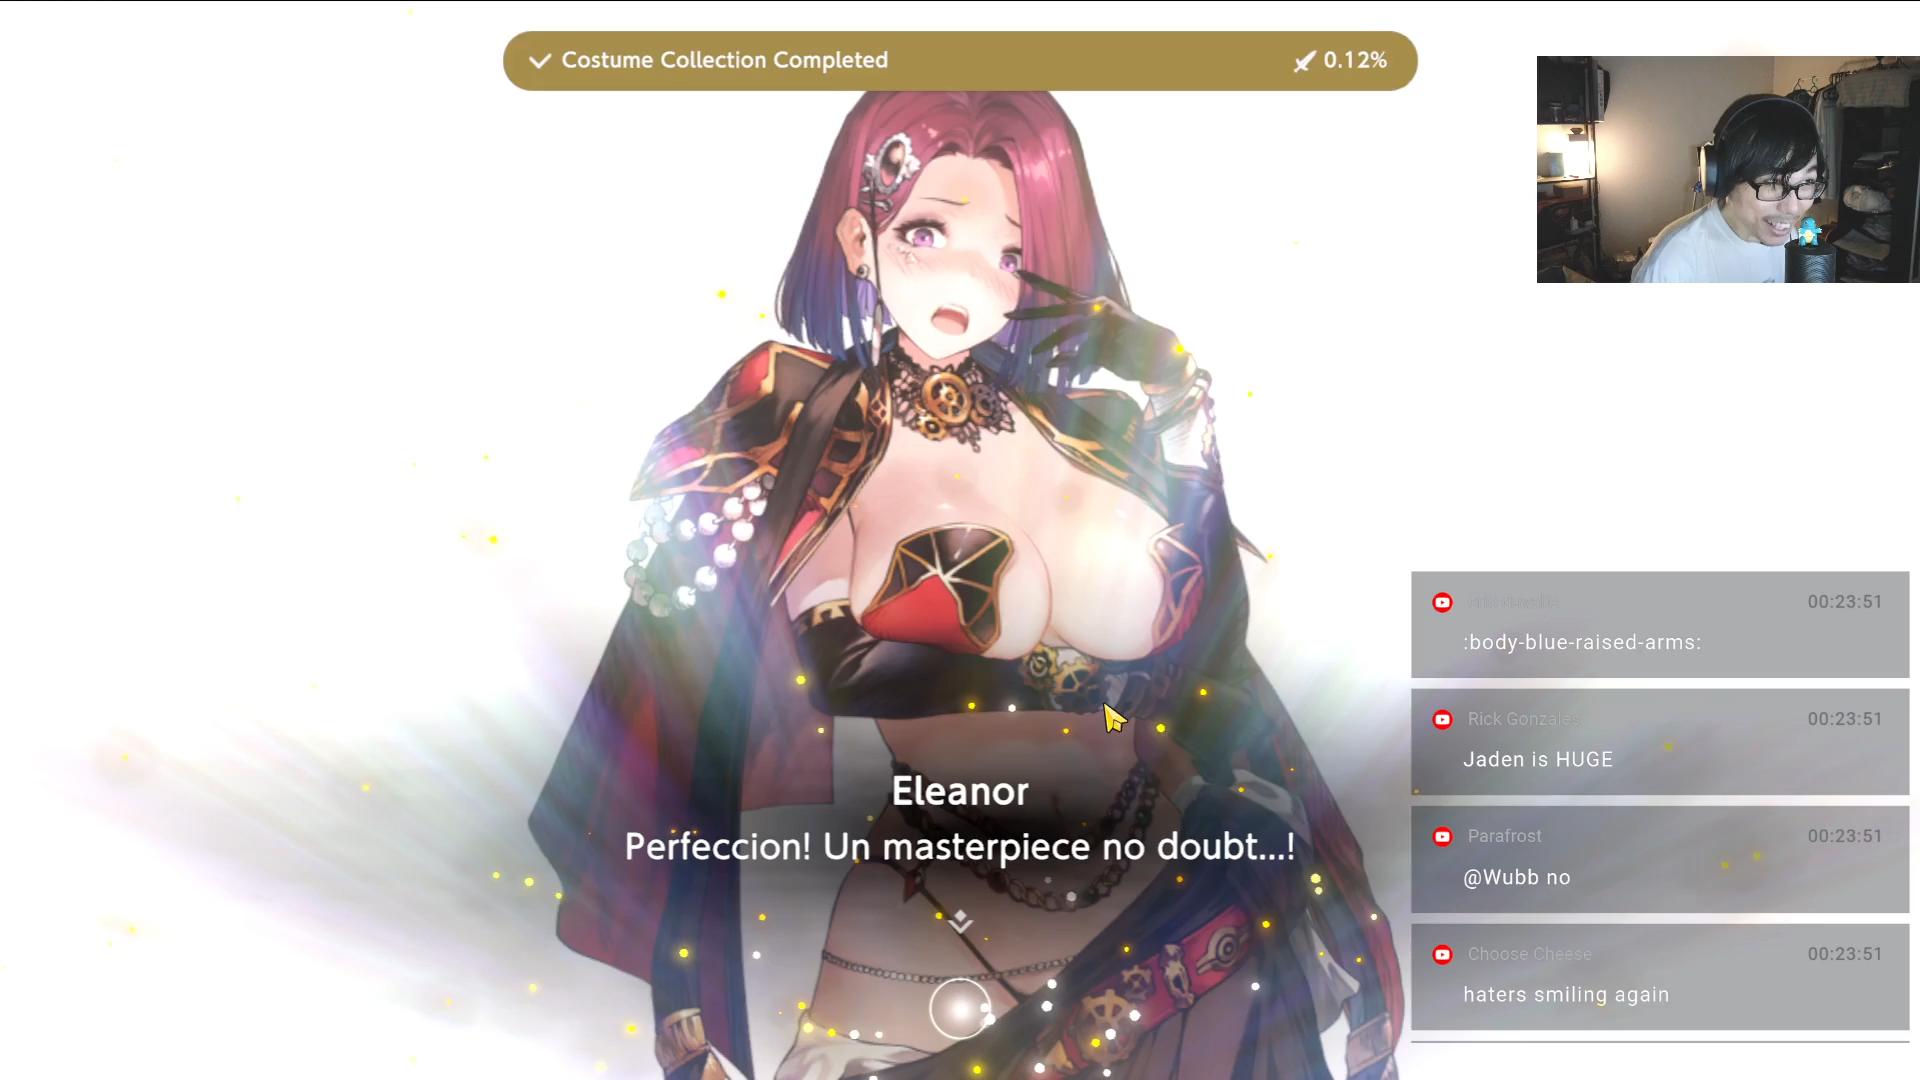 Costume Collection Completed
0.12%
Eleanor
Perfeccion! Un masterpiece no doubt...!
00:23:51
:body-blue-raised-arms:
Rick Gonzales 00:23:51
Jaden is HUGE
Parafrost 00:23:51
@Wubb no
Choose Cheese 00:23:51
haters smiling again